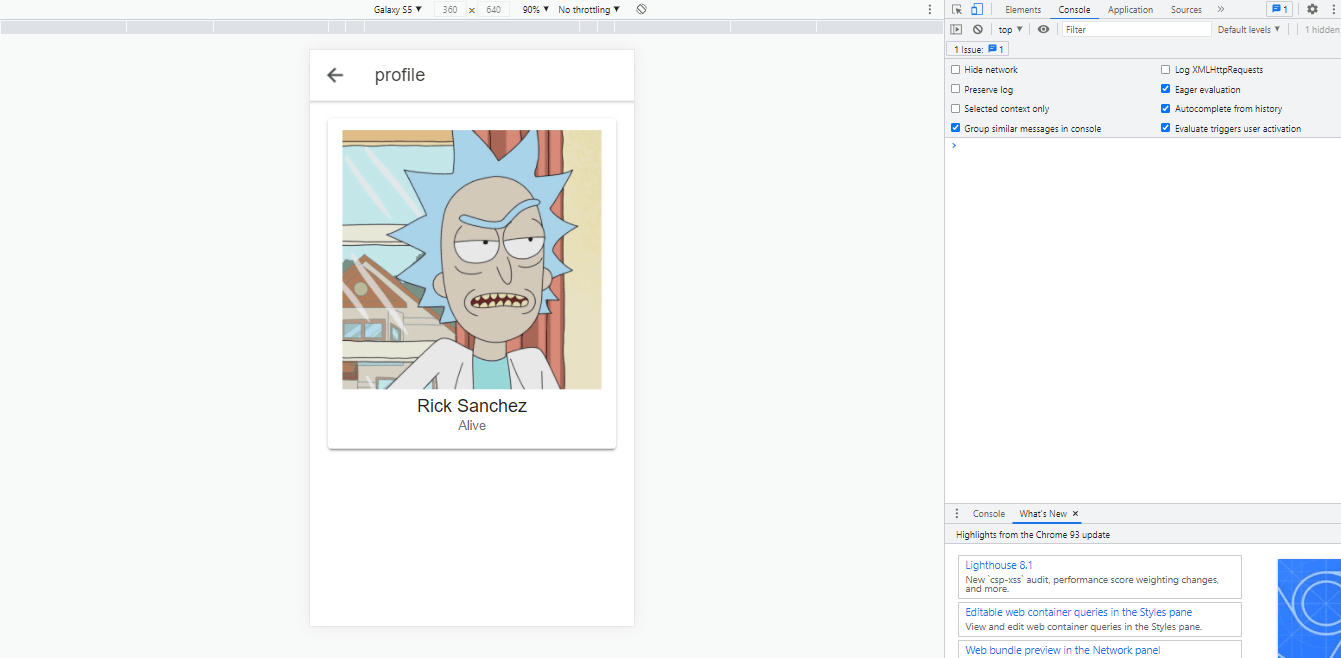 Galaxy S5 ▼ 360 × 640 90% ▼ No throttling ▼
profile
Rick Sanchez
Alive
Elements Console Application Sources » 1
top ▼ Filter Default levels ▼ 1 hidden
1 Issue: 1
Hide network Log XMLHttpRequests
Preserve log Eager evaluation
Selected context only Autocomplete from history
Group similar messages in console Evaluate triggers user activation
Console What's New ×
Highlights from the Chrome 93 update
Lighthouse 8.1
New `csp-xss` audit, performance score weighting changes,
and more.
Editable web container queries in the Styles pane
View and edit web container queries in the Styles pane.
Web bundle preview in the Network panel